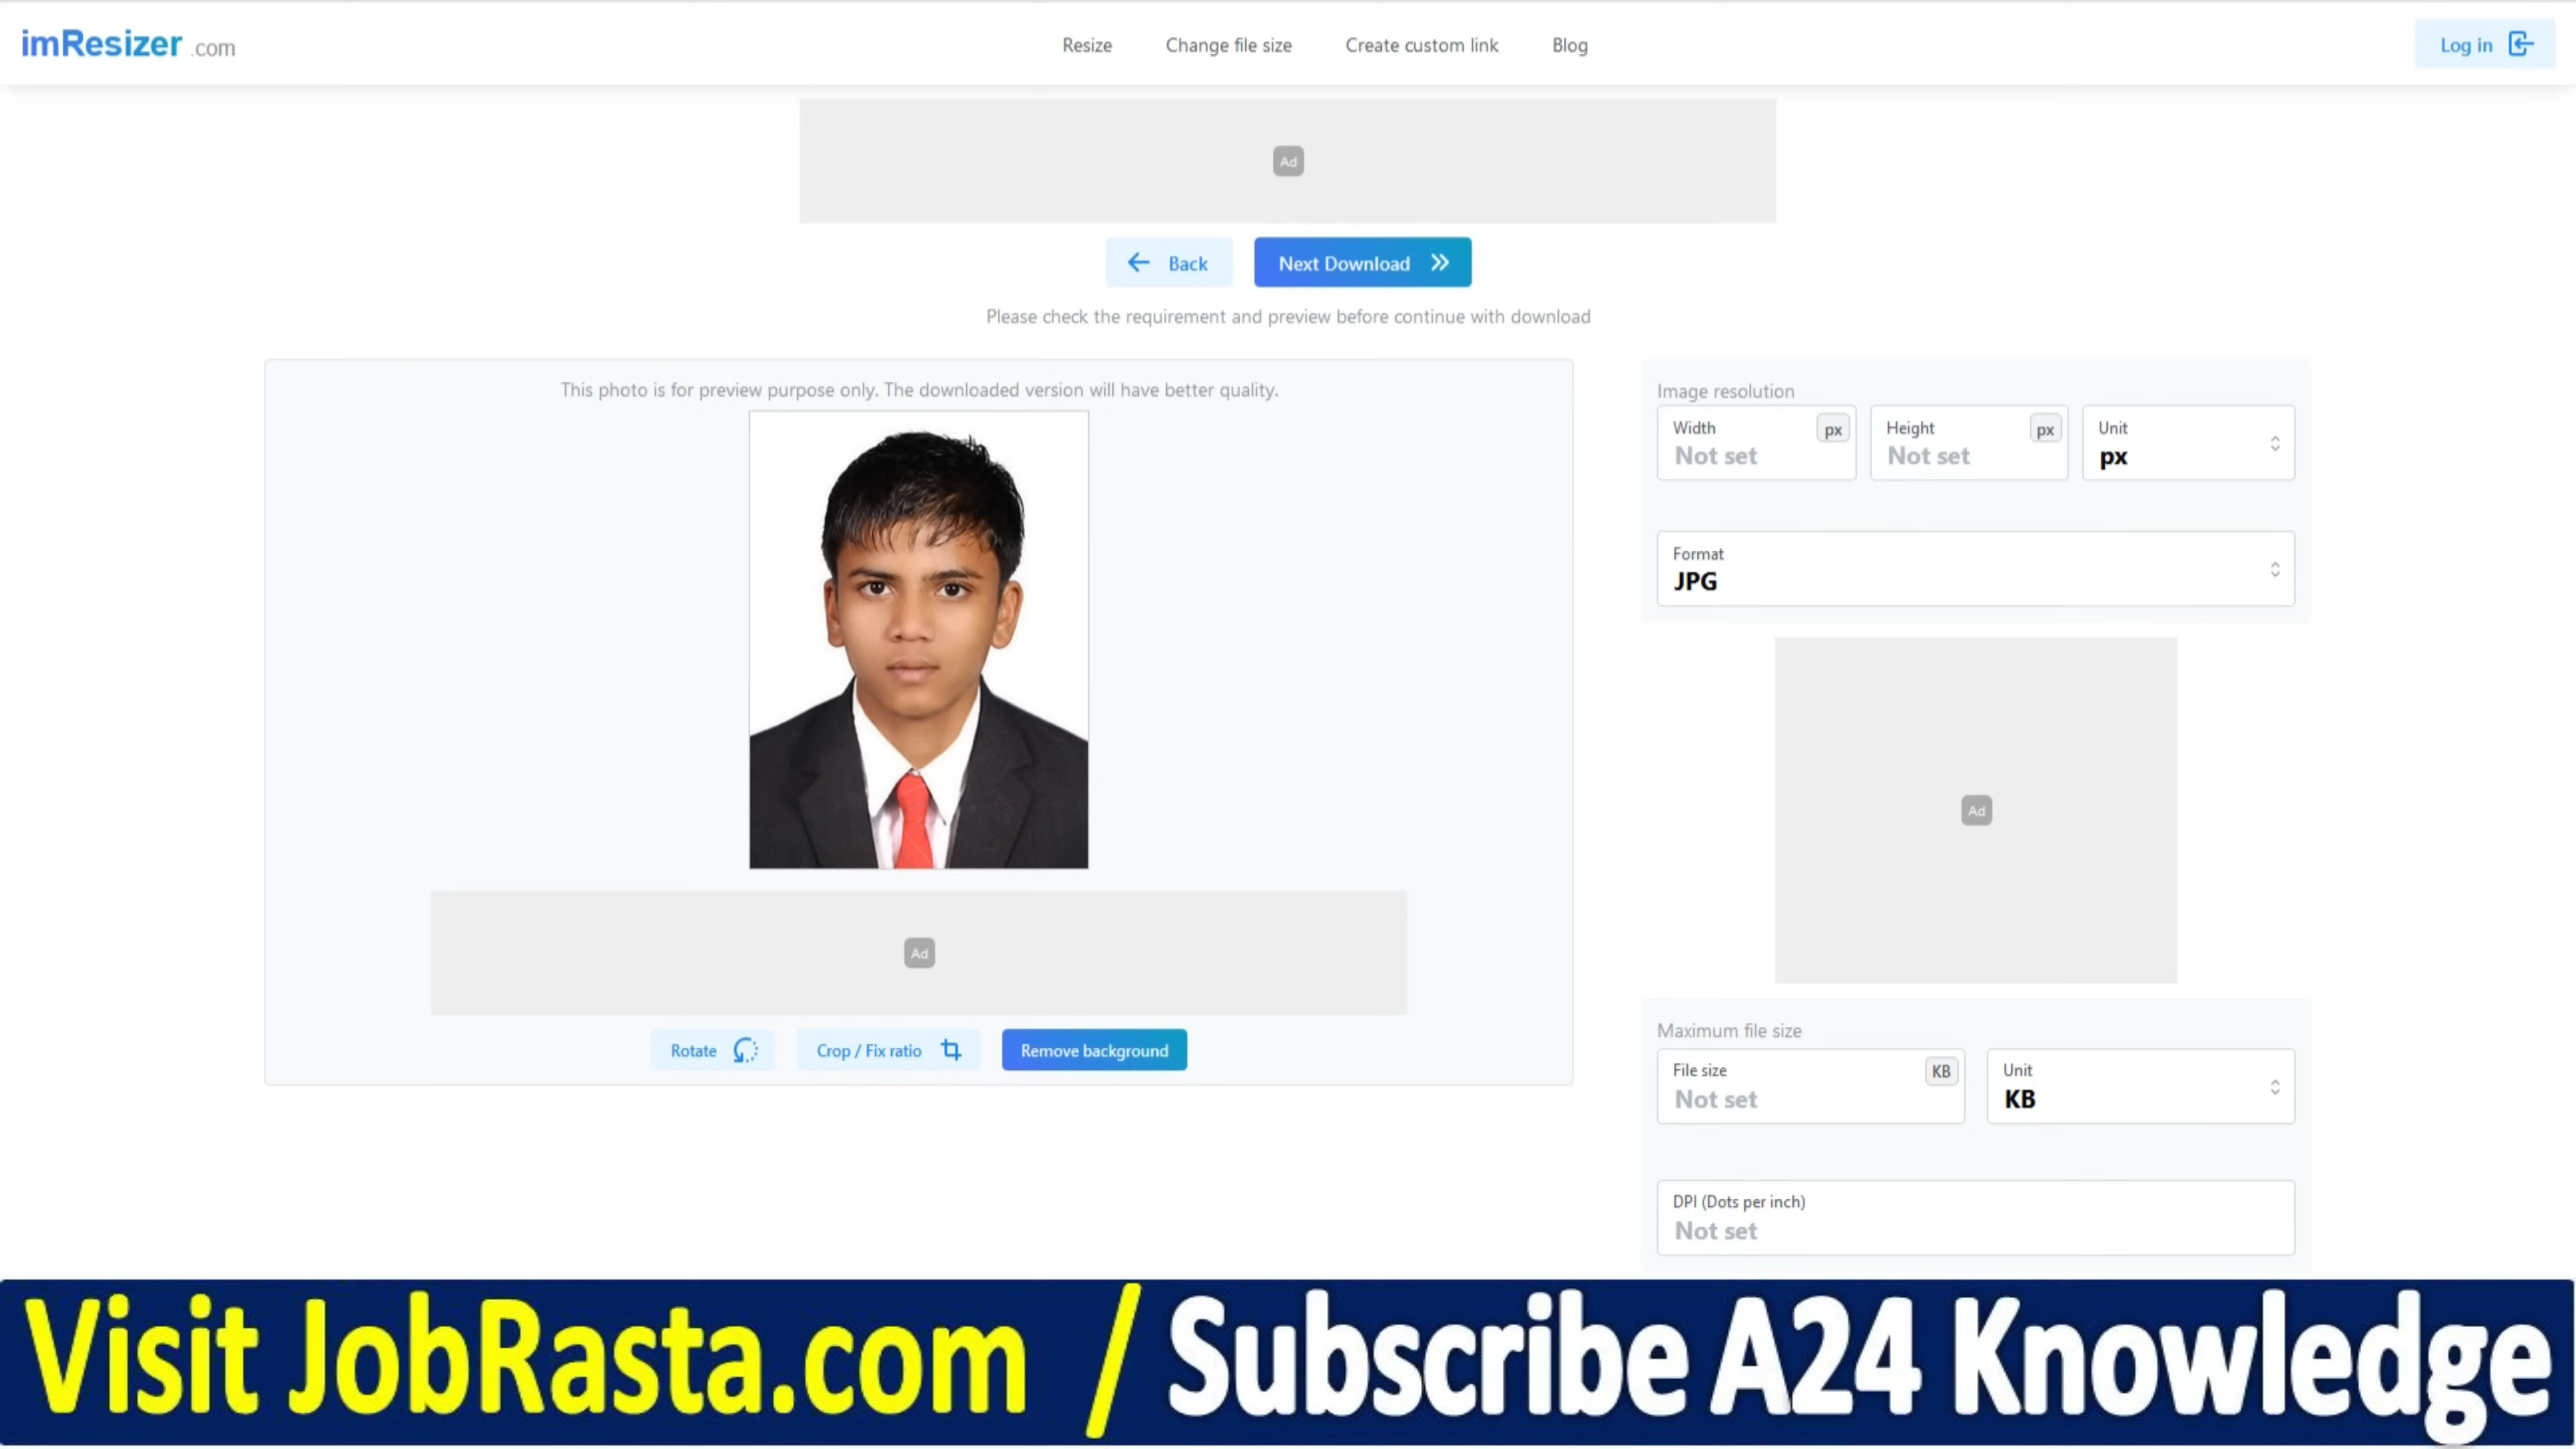 imResizer .com
Resize Change file size Create custom link Blog
Log in
Ad
Back Next Download
Please check the requirement and preview before continue with download
This photo is for preview purpose only. The downloaded version will have better quality.
Image resolution
Width px Height px Unit
Not set Not set px
Format
JPG
Ad
Ad
Rotate Crop / Fix ratio Remove background
Maximum file size
File size KB Unit
Not set KB
DPI (Dots per inch)
Not set
Visit JobRasta.com / Subscribe A24 Knowledge